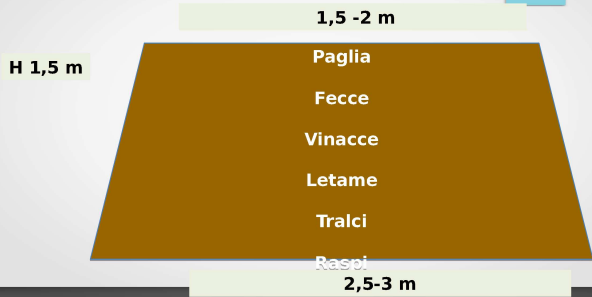 1,5 -2 m
H 1,5 m
Paglia
Fecce
Vinacce
Letame
Tralci
Raspi
2,5-3 m